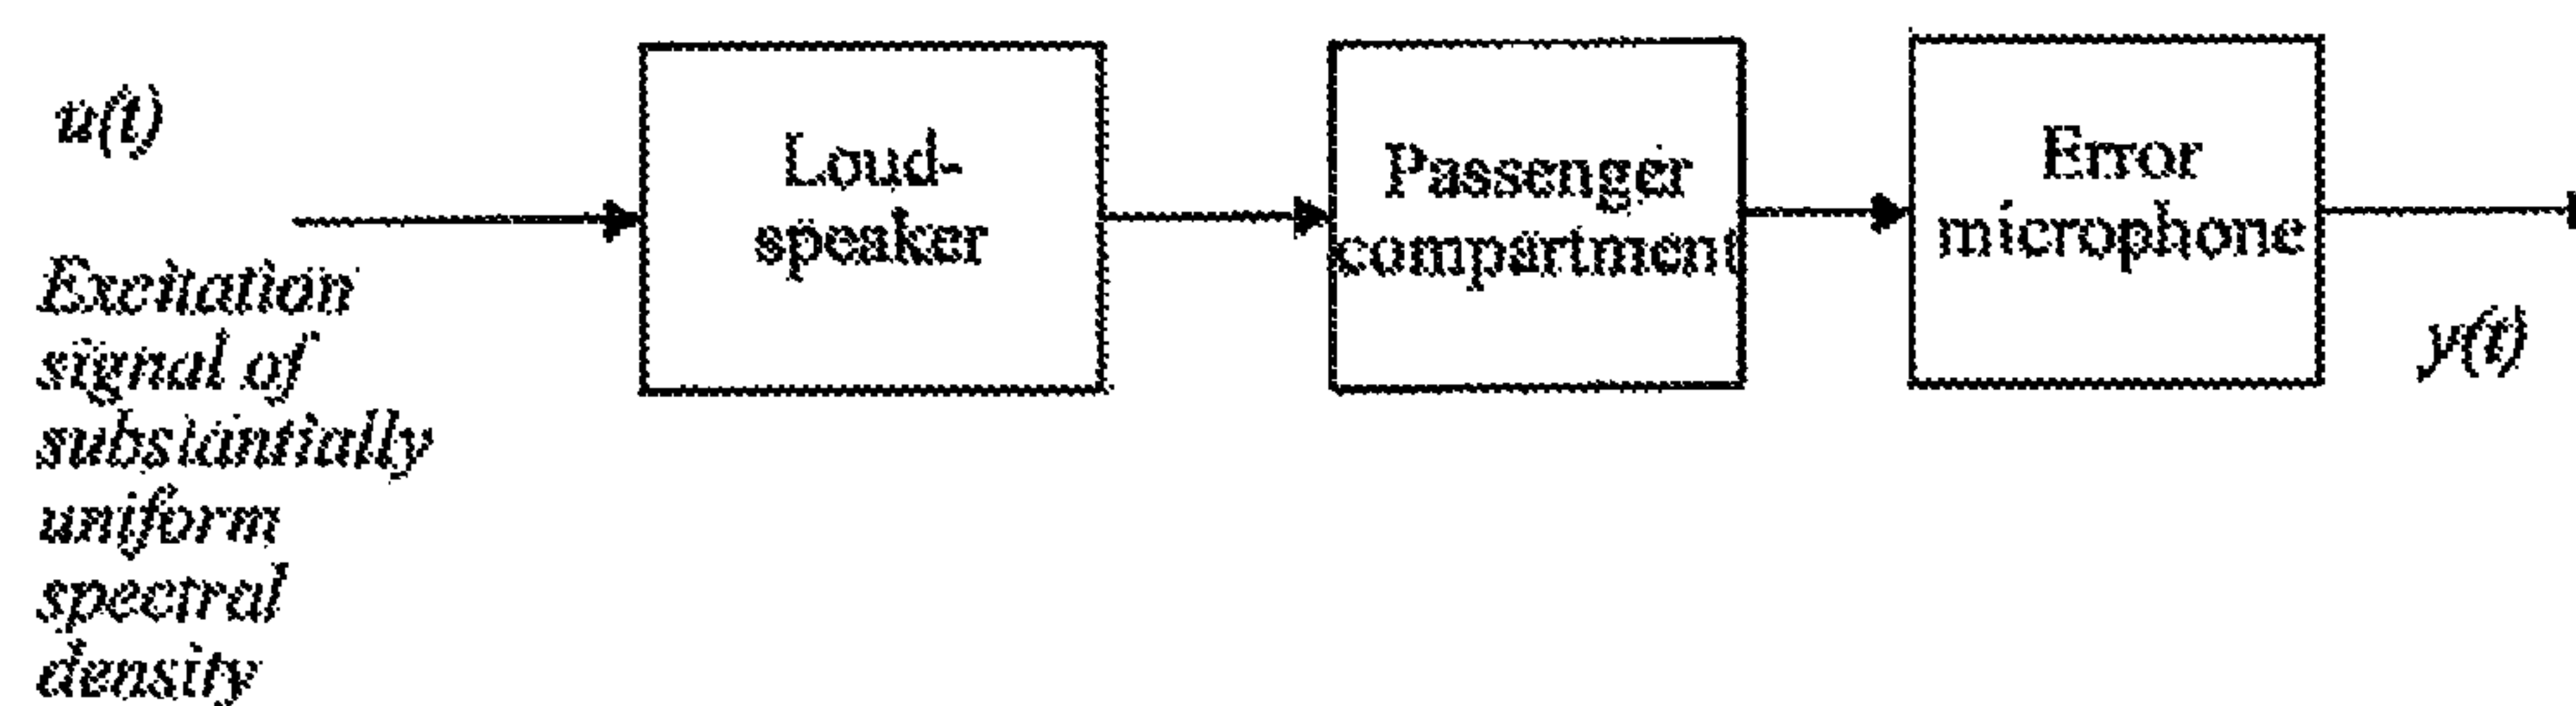 u(t)
Excitation
signal of
substantially
uniform
spectral
density
Loud-
speaker
Passenger
compartment
Error
microphone
y(t)